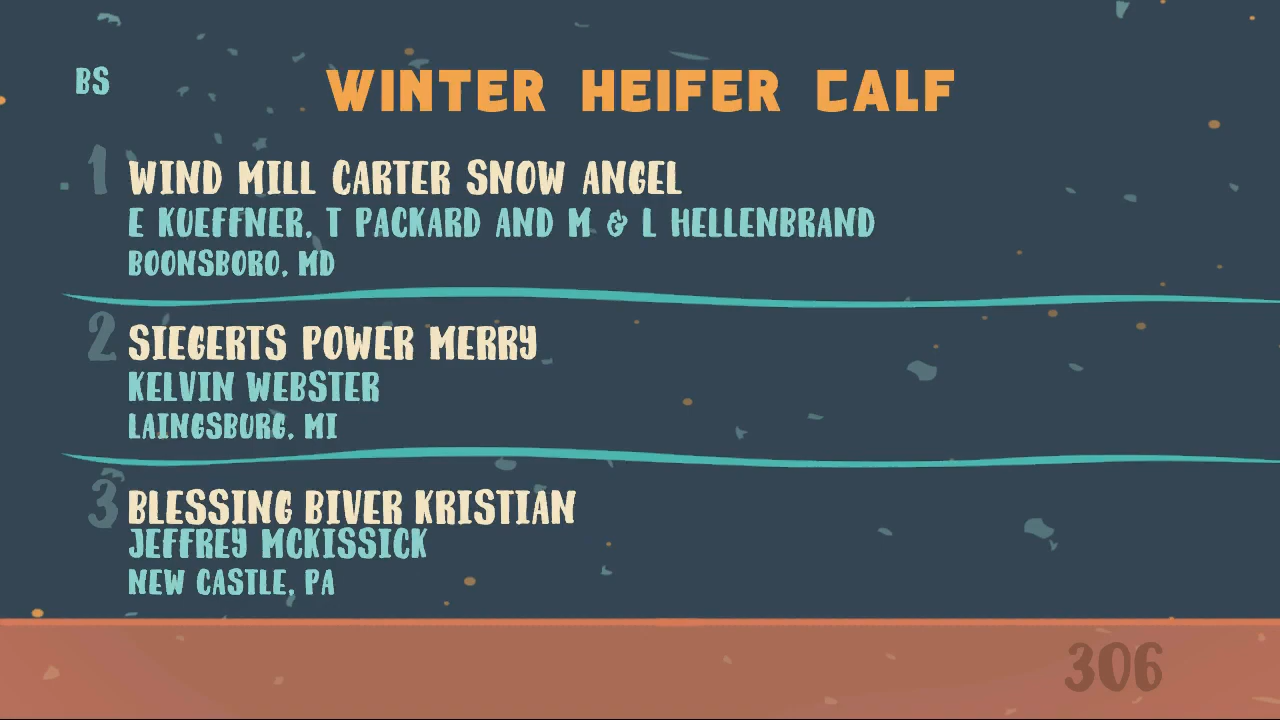 BS
WINTER HEIFER CALF
1 WIND MILL CARTER SNOW ANGEL
E KUEFFNER, T PACKARD AND M & L HELLENBRAND
BOONSBORO, MD
2 SIEGERTS POWER MERRY
KELVIN WEBSTER
LAINGSBURG, MI
3 BLESSING BIVER KRISTIAN
JEFFREY MCKISSICK
NEW CASTLE, PA
306